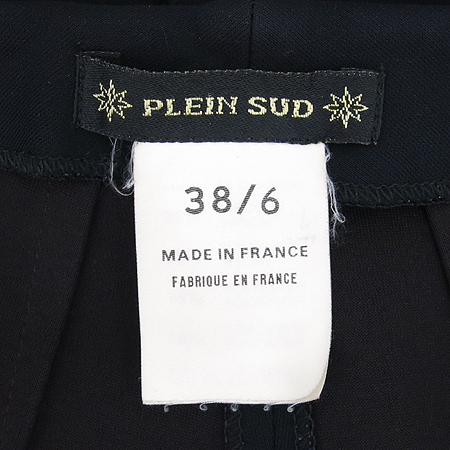 PLEIN SUD
38/6
MADE IN FRANCE
FABRIQUE EN FRANCE